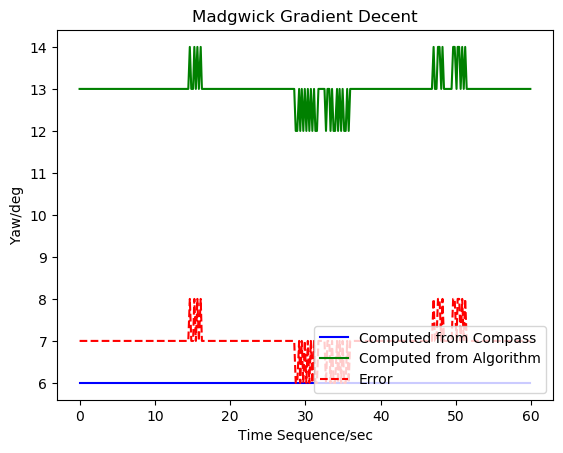 Madgwick Gradient Decent
Yaw/deg
14
13
12
11
10
9
8
7
6
Computed from Compass
Computed from Algorithm
Error
0
10
20
30
40
50
60
Time Sequence/sec